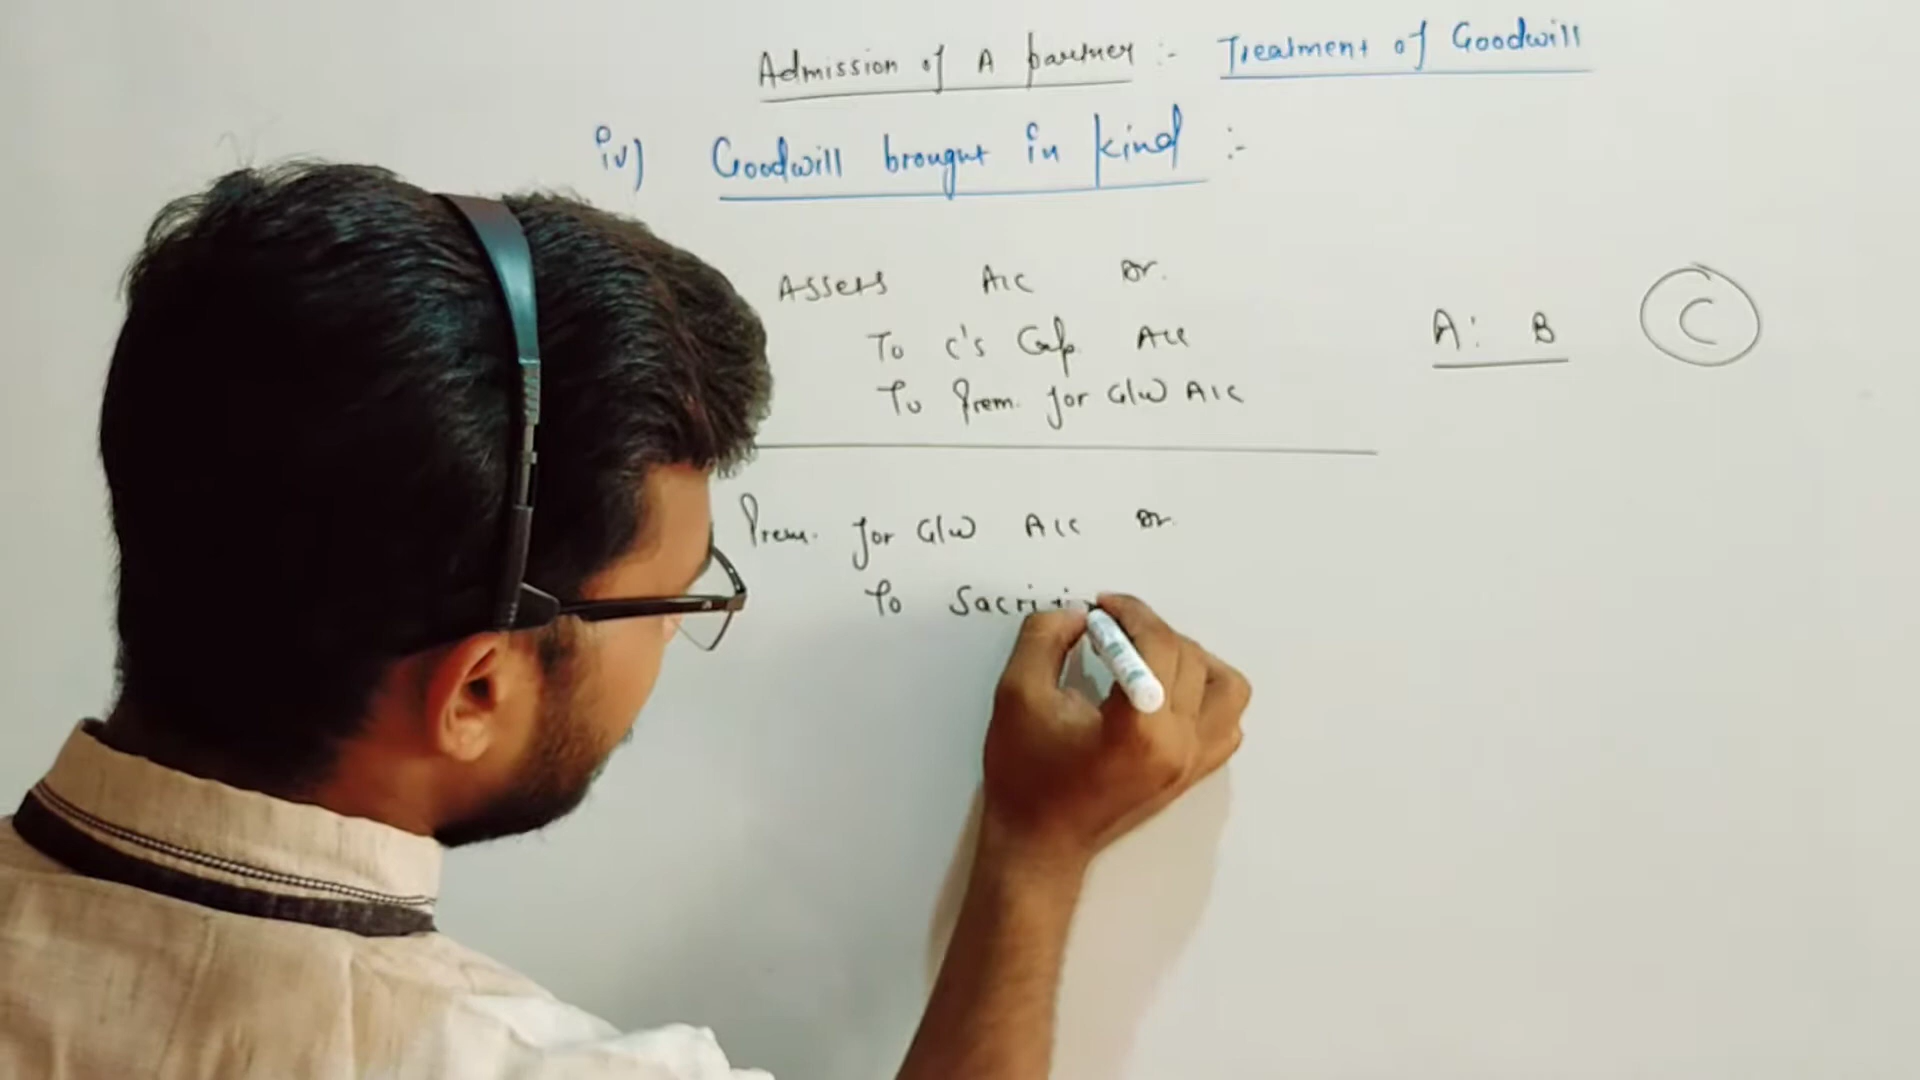 Admission of A partner :- Treatment of Goodwill
iv) Goodwill brought in kind :-
Assets A/c Dr.
To C's Cap. A/c
To Prem. for G/w A/c
A : B C
Prem. for G/w A/c Dr.
To Sacrifi